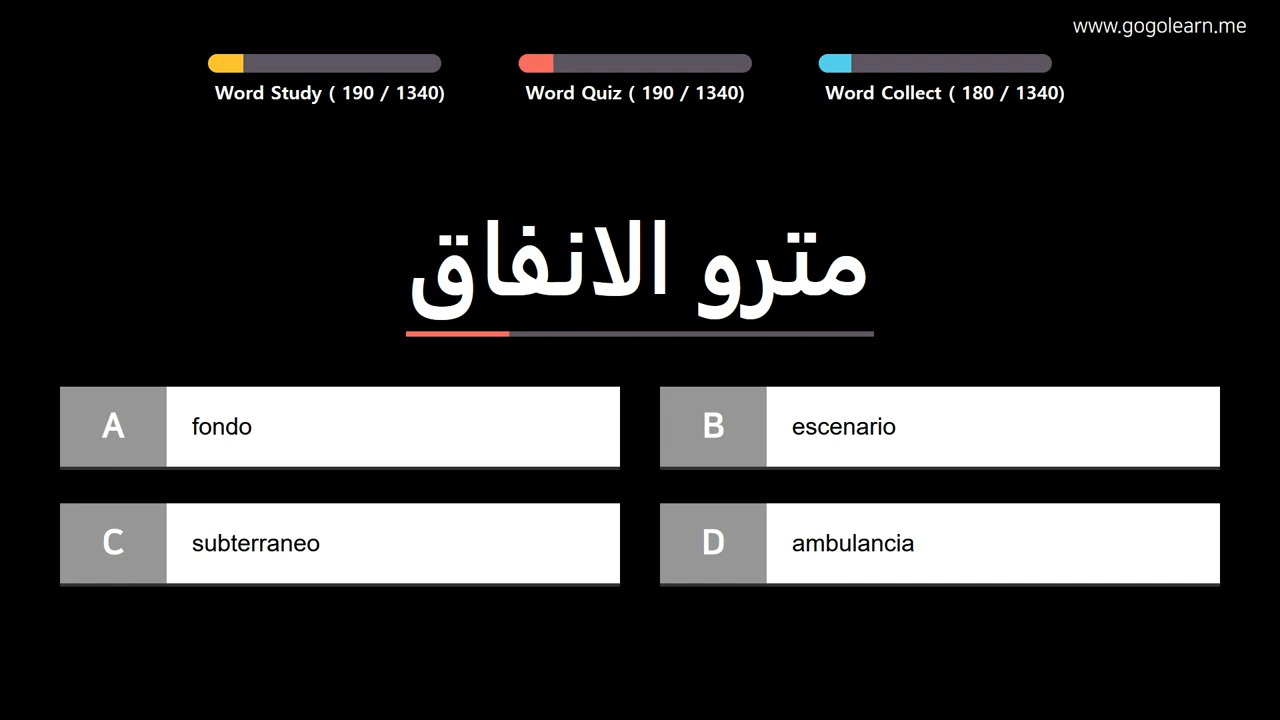 www.gogolearn.me
Word Study ( 190 / 1340)
Word Quiz ( 190 / 1340)
Word Collect ( 180 / 1340)
مترو الانفاق
A fondo
B escenario
C subterraneo
D ambulancia